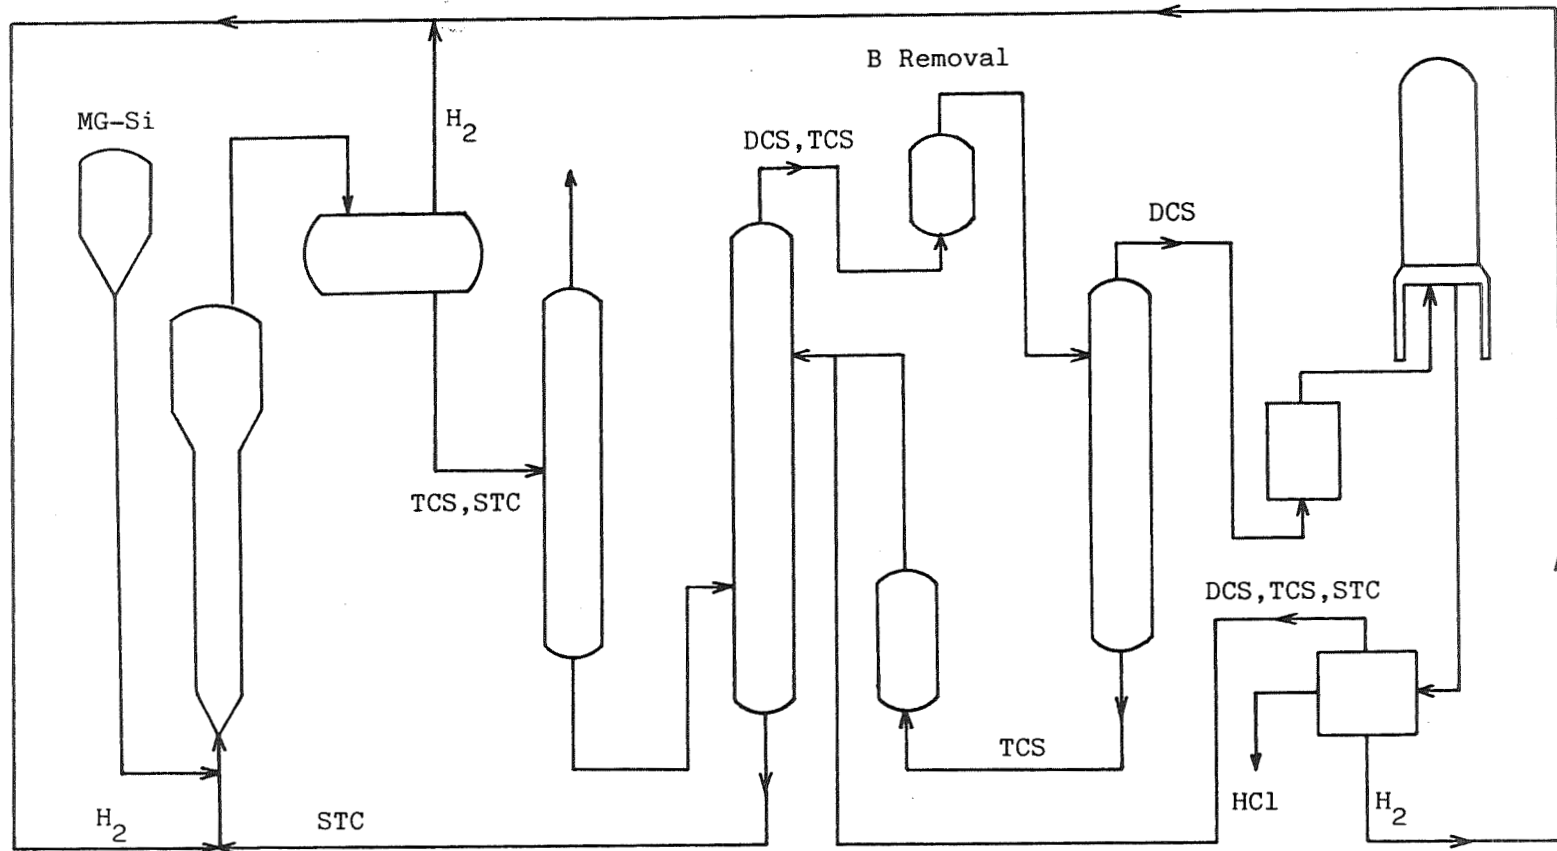 B Removal
MG-Si
H2
DCS,TCS
DCS
TCS,STC
DCS,TCS,STC
TCS
HCl
H2
H2
STC